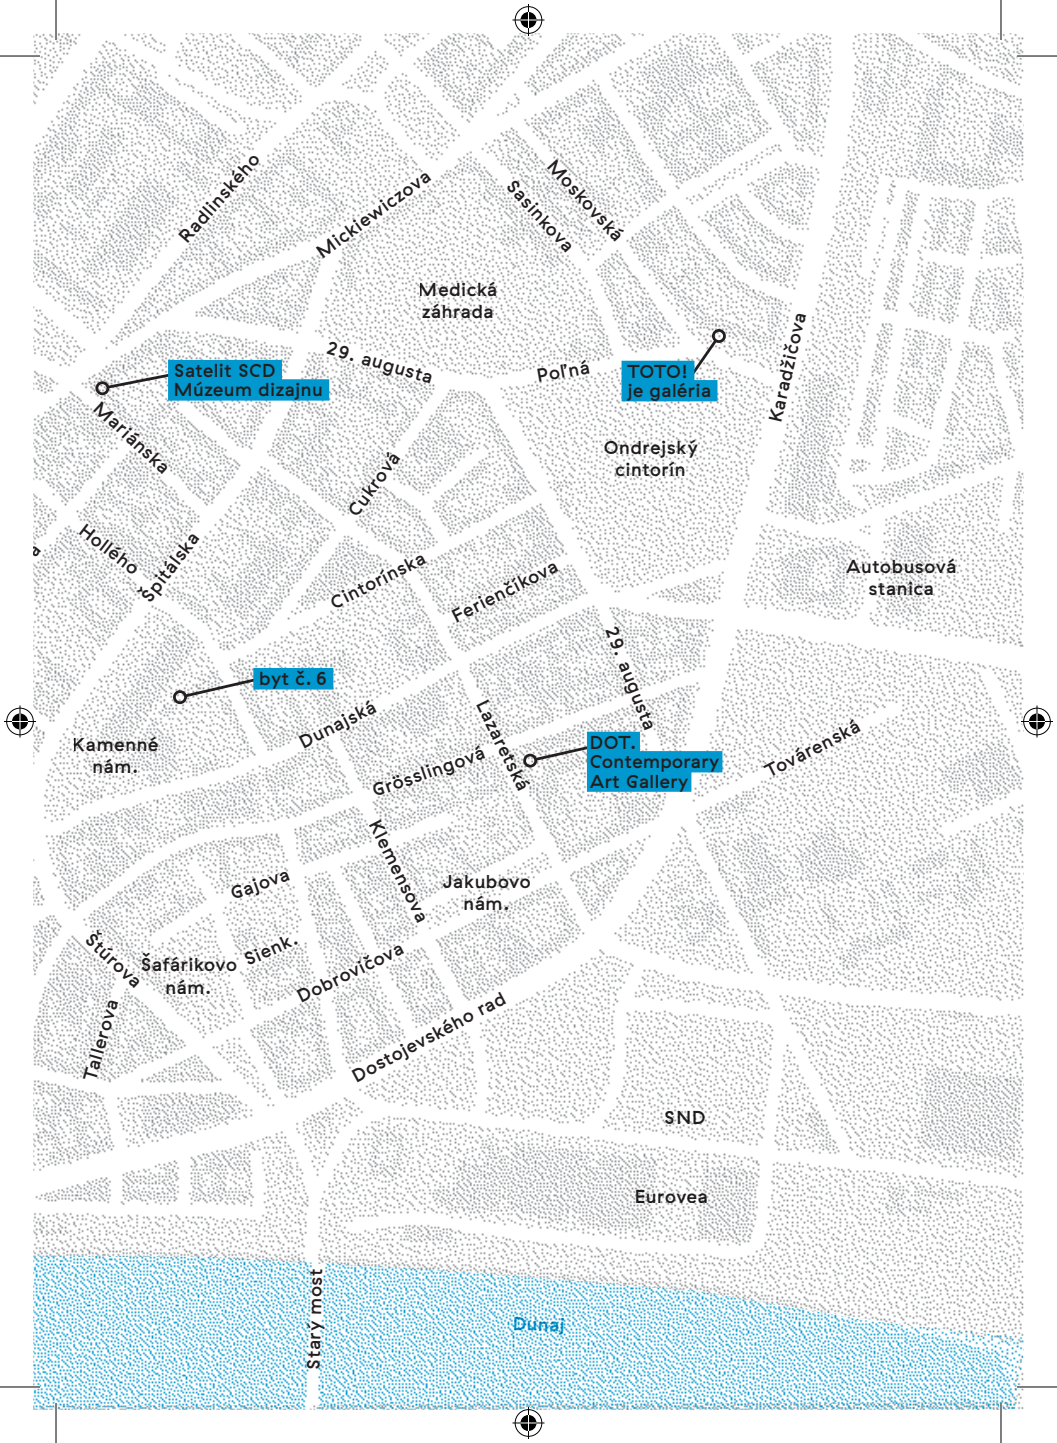 Radlinského
Mickiewiczova
Sasinkova
Moskovská
Medická
záhrada
Karadžičova
29. augusta
Poľná
Satelit SCD
Múzeum dizajnu
TOTO!
je galéria
Mariánska
Ondrejský
cintorín
Cukrová
Hollého
Špitálska
a
Cintorínska
Ferienčíkova
Autobusová
stanica
29. augusta
byt č. 6
Dunajská
Lazaretská
Kamenné
nám.
Grösslingová
DOT.
Contemporary
Art Gallery
Továrenská
Klemensova
Gajova
Jakubovo
nám.
Štúrova
Šafárikovo
nám.
Sienk.
Dobrovičova
Tallerova
Dostojevského rad
SND
Eurovea
Starý most
Dunaj